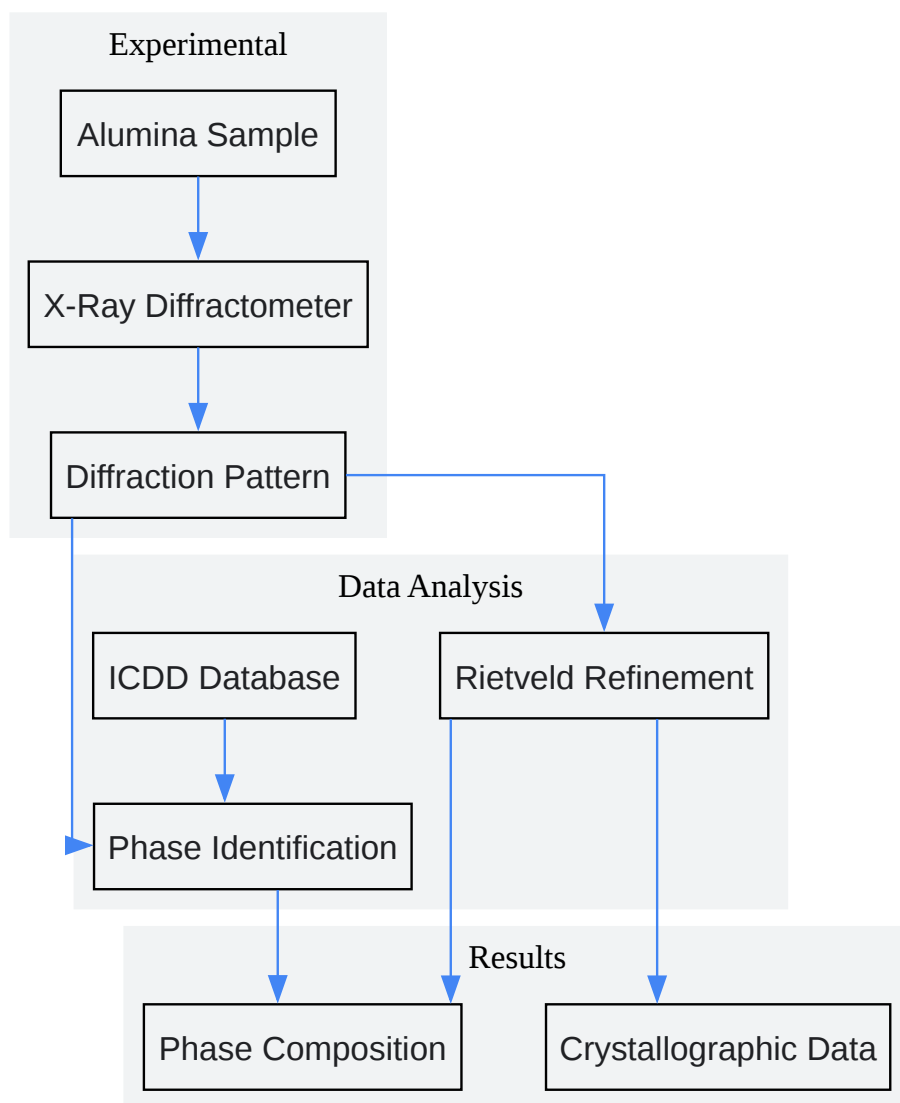 Experimental
Alumina Sample
X-Ray Diffractometer
Diffraction Pattern
Data Analysis
ICDD Database
Rietveld Refinement
Phase Identification
Results
Phase Composition
Crystallographic Data